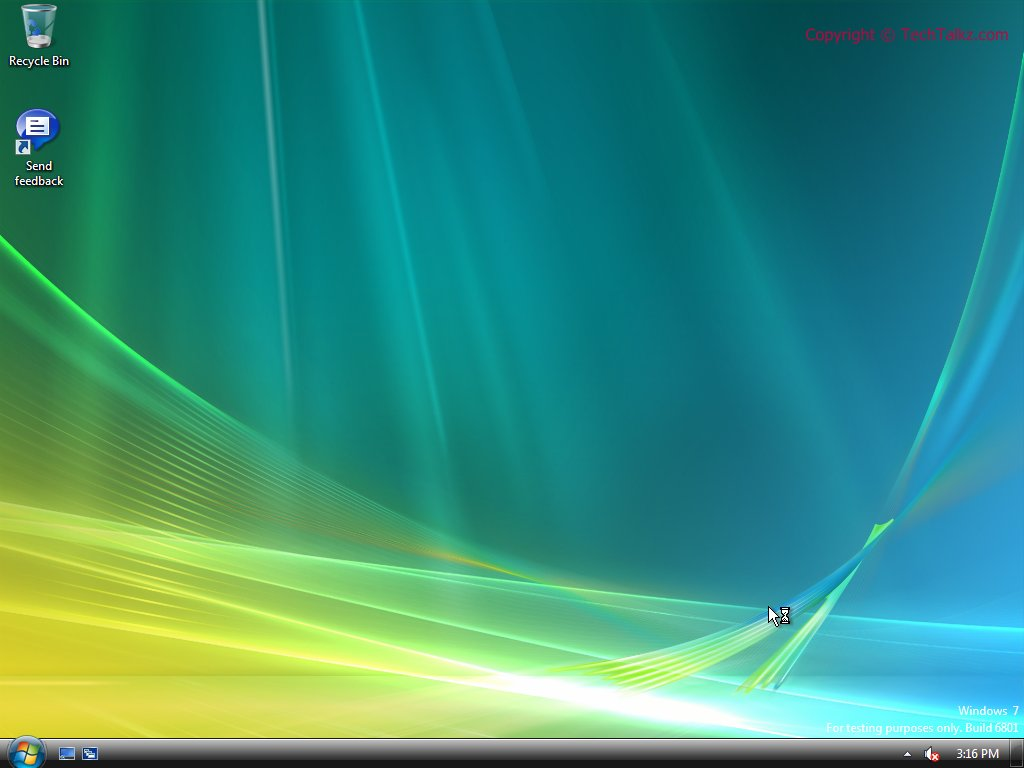 Recycle Bin
Copyright © TechTalkz.com
Send
feedback
Windows 7
For testing purposes only. Build 6801
3:16 PM